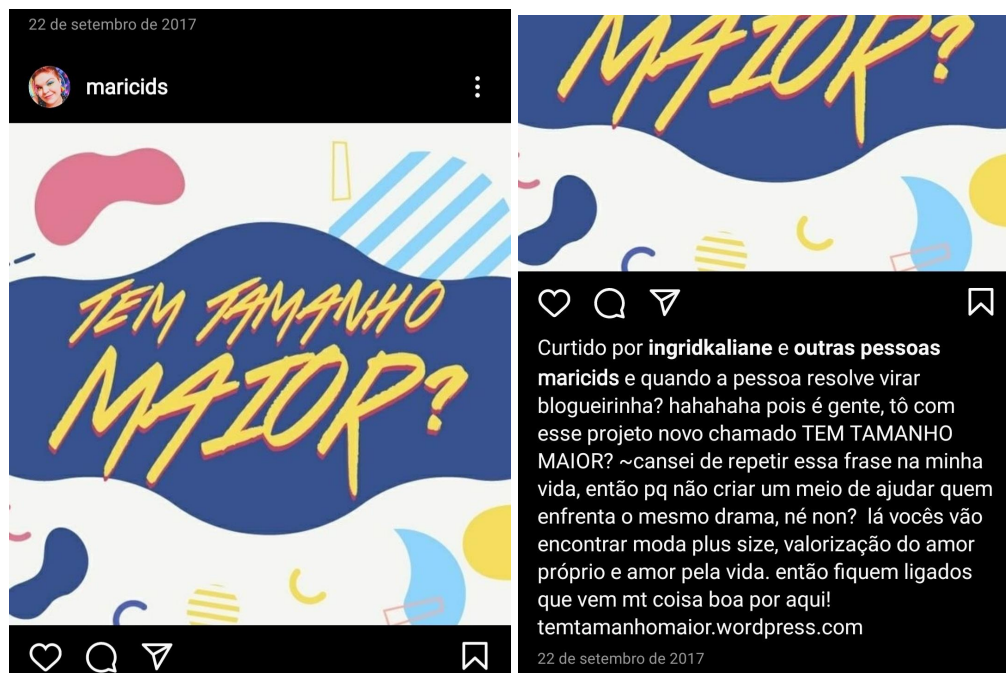 22 de setembro de 2017
maricids
TEM TAMANHO
MAIOR?
MAIOR?
Curtido por ingridkaliane e outras pessoas
maricids e quando a pessoa resolve virar
blogueirinha? hahahaha pois é gente, tô com
esse projeto novo chamado TEM TAMANHO
MAIOR? ~cansei de repetir essa frase na minha
vida, então pq não criar um meio de ajudar quem
enfrenta o mesmo drama, né non?  lá vocês vão
encontrar moda plus size, valorização do amor
próprio e amor pela vida. então fiquem ligados
que vem mt coisa boa por aqui!
temtamanhomaior.wordpress.com
22 de setembro de 2017